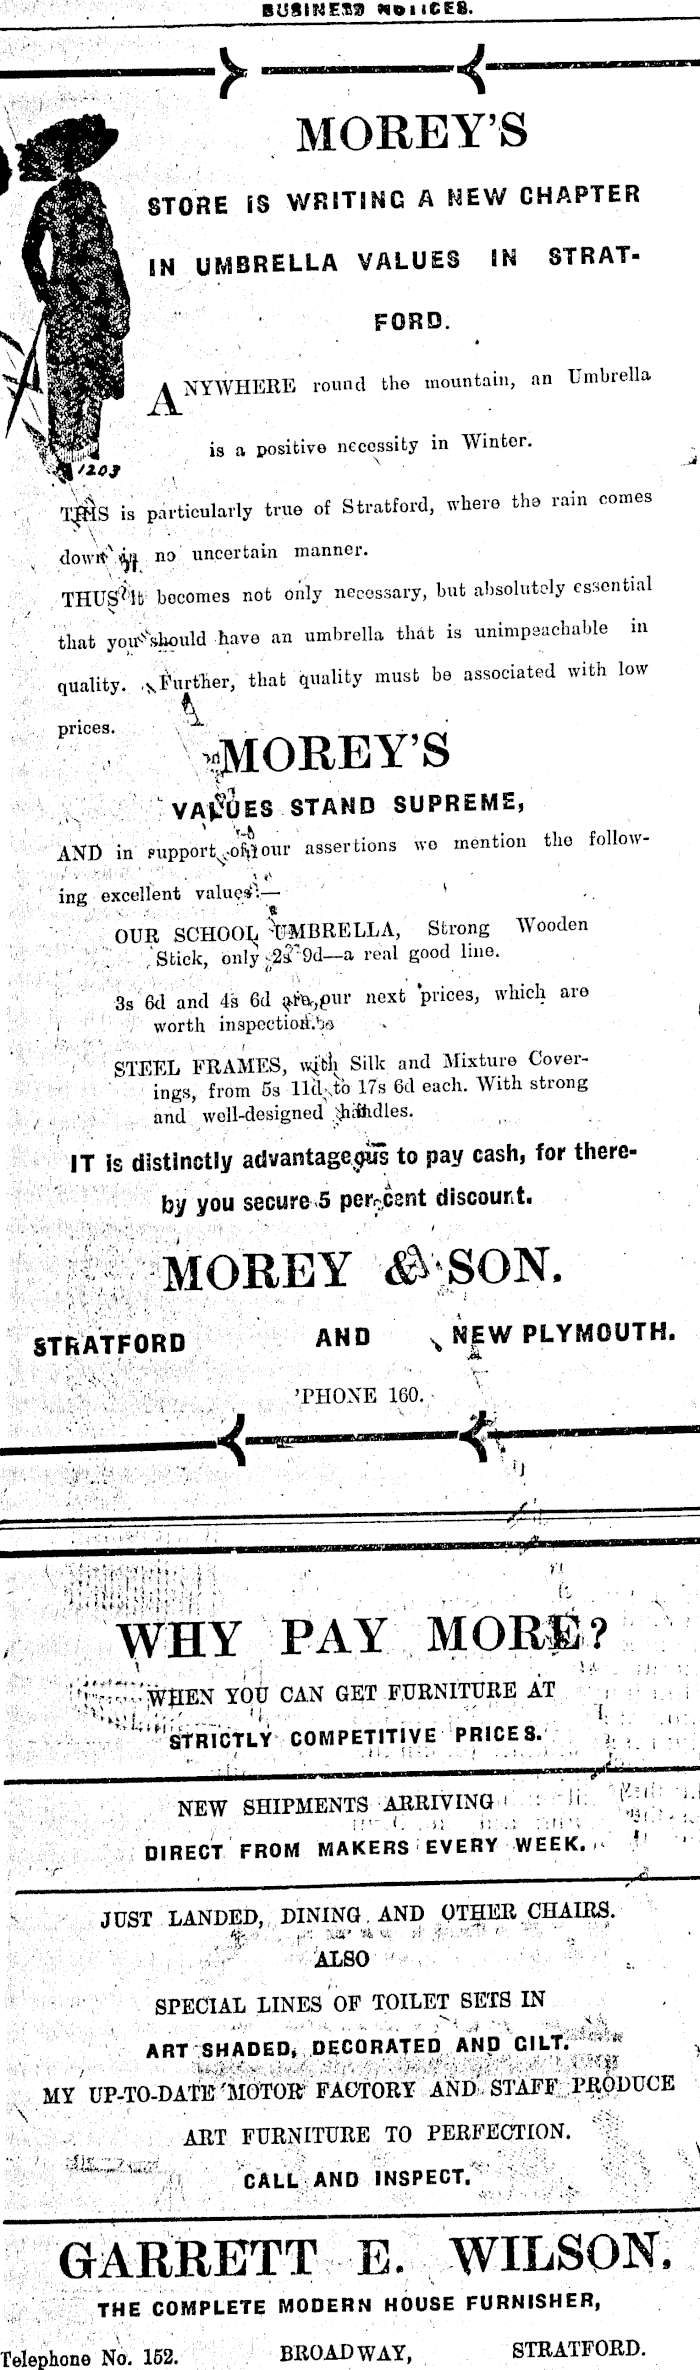 BUSINESS NOTICES.
MOREY'S
STORE IS WRITING A NEW CHAPTER
IN UMBRELLA VALUES IN STRAT-
FORD.
ANYWHERE round the mountain, an Umbrella
is a positive necessity in Winter.
1203
THIS is particularly true of Stratford, where the rain comes
down in no uncertain manner.
THUS it becomes not only necessary, but absolutely essential
that you should have an umbrella that is unimpeachable in
quality. Further, that quality must be associated with low
prices.
MOREY'S
VALUES STAND SUPREME,
AND in support of our assertions we mention the follow-
ing excellent values:—
OUR SCHOOL UMBRELLA, Strong Wooden
Stick, only 2s 9d—a real good line.
3s 6d and 4s 6d are our next prices, which are
worth inspection.
STEEL FRAMES, with Silk and Mixture Cover-
ings, from 5s 11d to 17s 6d each. With strong
and well-designed handles.
IT is distinctly advantageous to pay cash, for there-
by you secure 5 per cent discount.
MOREY & SON.
STRATFORD AND NEW PLYMOUTH.
'PHONE 160.
WHY PAY MORE?
WHEN YOU CAN GET FURNITURE AT
STRICTLY COMPETITIVE PRICES.
NEW SHIPMENTS ARRIVING
DIRECT FROM MAKERS EVERY WEEK.
JUST LANDED, DINING AND OTHER CHAIRS.
ALSO
SPECIAL LINES OF TOILET SETS IN
ART SHADED, DECORATED AND GILT.
MY UP-TO-DATE MOTOR FACTORY AND STAFF PRODUCE
ART FURNITURE TO PERFECTION.
CALL AND INSPECT.
GARRETT E. WILSON.
THE COMPLETE MODERN HOUSE FURNISHER,
Telephone No. 152. BROADWAY, STRATFORD.